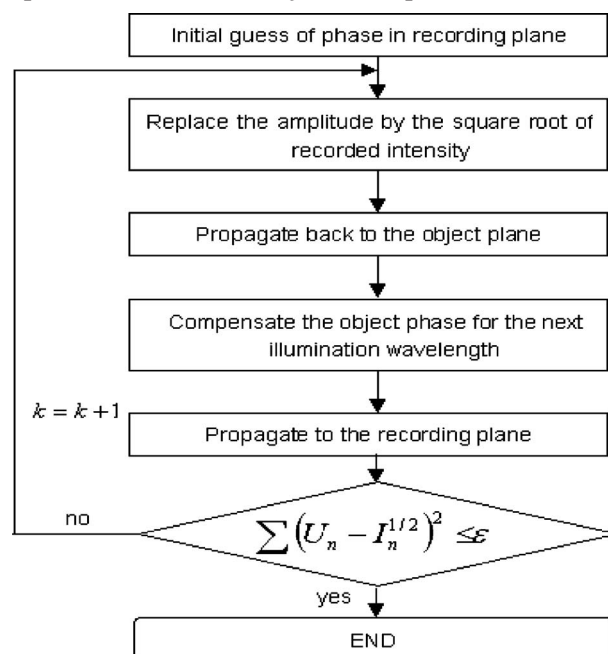 Initial guess of phase in recording plane
Replace the amplitude by the square root of
recorded intensity
Propagate back to the object plane
Compensate the object phase for the next
illumination wavelength
k = k + 1
Propagate to the recording plane
no
∑(Uₙ − Iₙ^{1/2})² ≤ε
yes
END